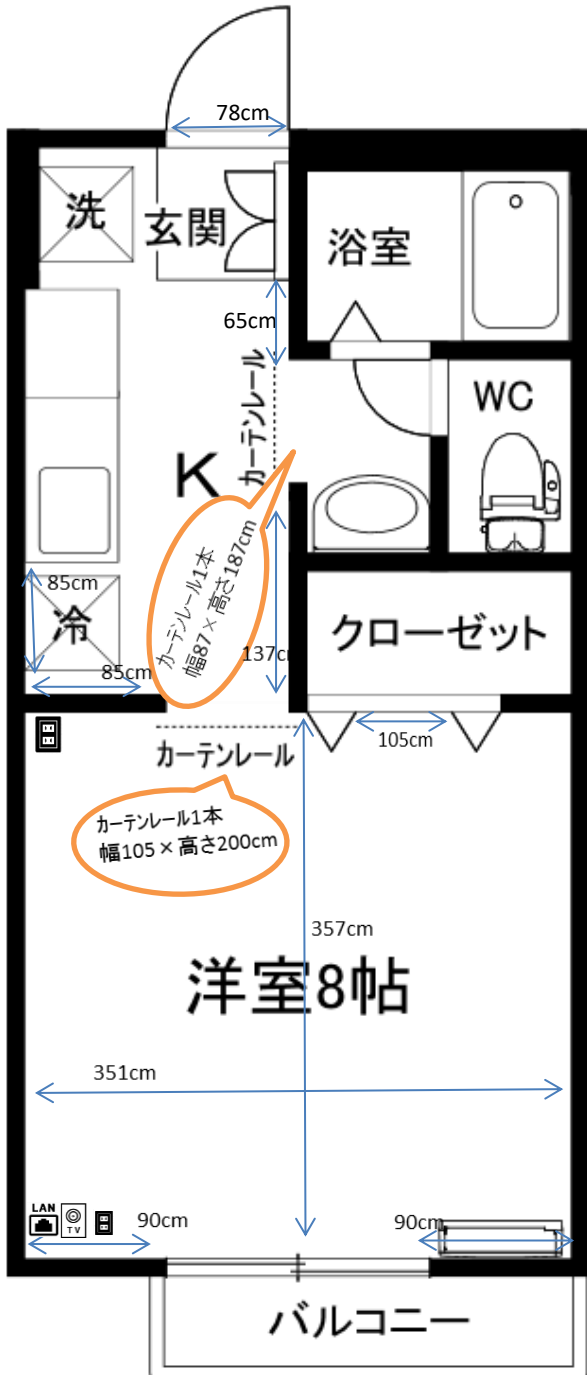 78cm
洗
玄関
浴室
65cm
カーテンレール
WC
K
カーテンレール1本
幅87×高さ187cm
85cm
冷
85cm
137c
クローゼット
105cm
カーテンレール
カーテンレール1本
幅105×高さ200cm
357cm
洋室8帖
351cm
LAN
TV
90cm
90cm
バルコニー